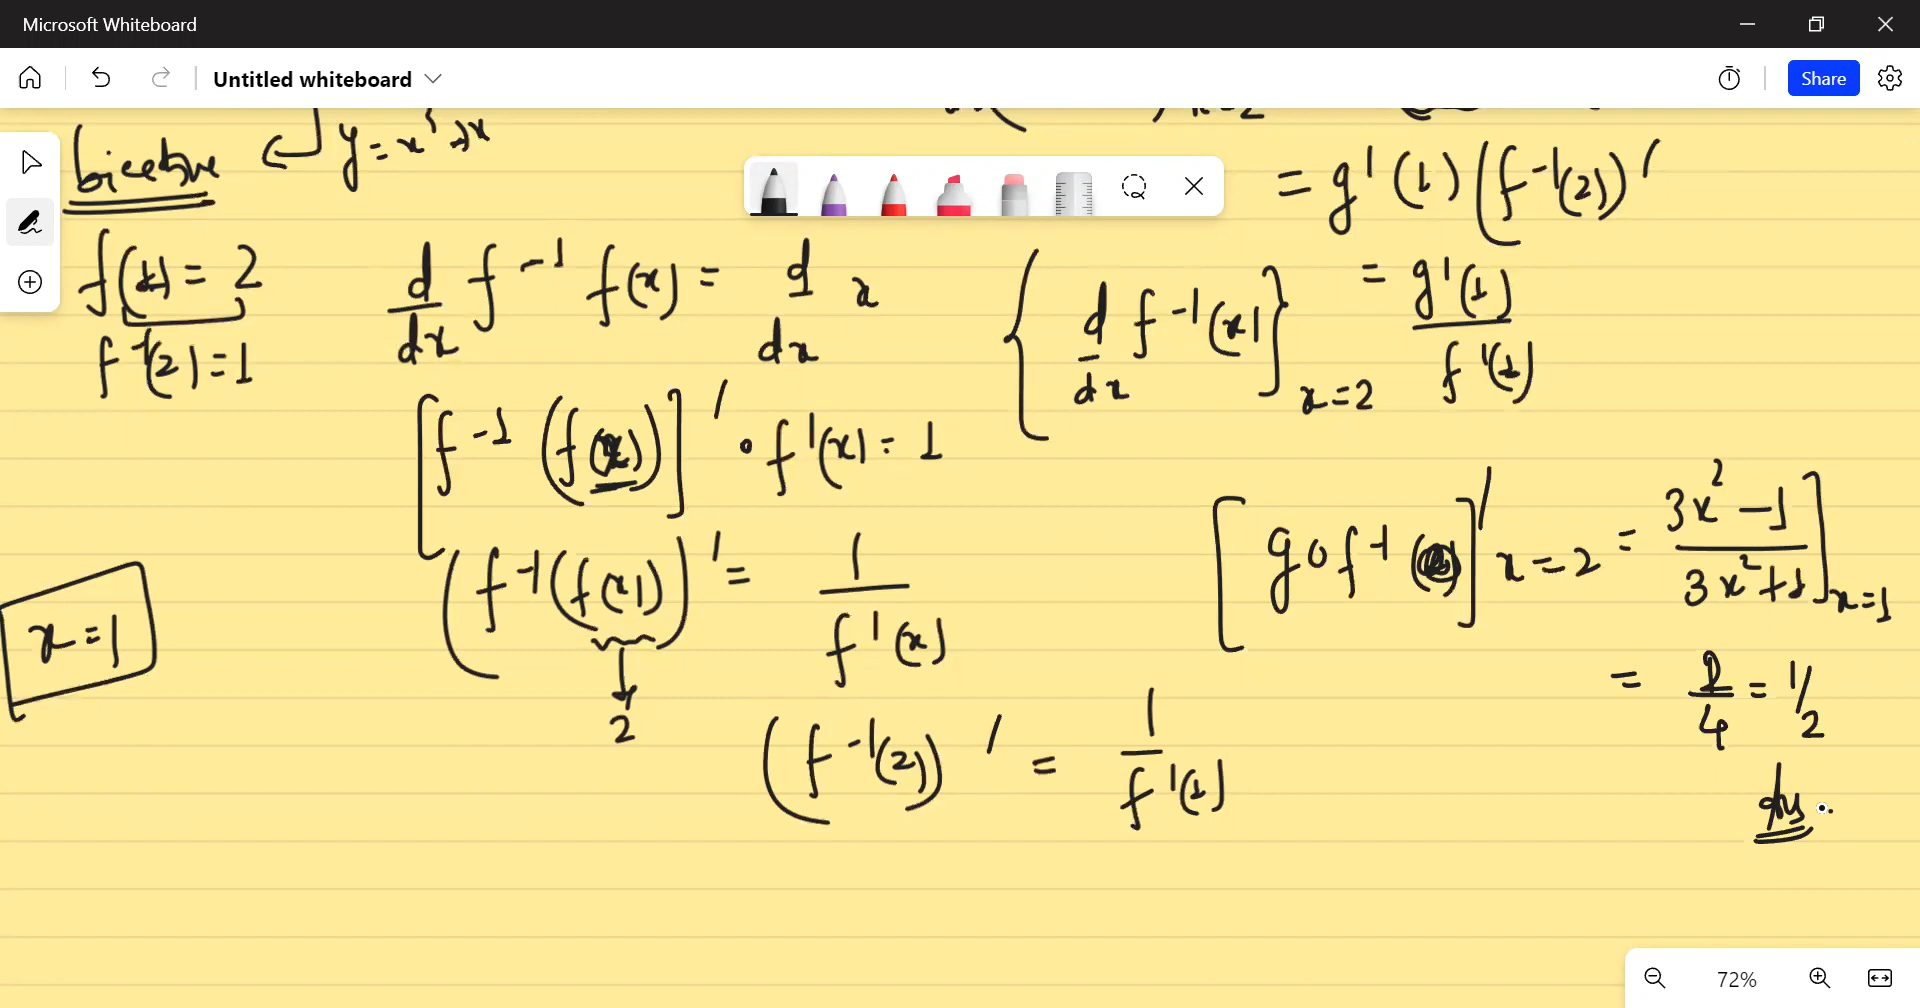 Microsoft Whiteboard
Untitled whiteboard
Share
bijective
y = x³ + x
= g'(1) (f⁻¹(2))'
f(1) = 2
f⁻¹(2) = 1
d/dx f⁻¹ f(x) = d/dx x
{ d/dx f⁻¹(x) } x=2
= g'(1) / f'(1)
[f⁻¹(f(x))]' · f'(x) = 1
(f⁻¹(f(x)))' = 1 / f'(x)
2
[gof⁻¹( )]' x=2 = 3x² - 1 / 3x² + 1 ] x=1
x = 1
= 2/4 = 1/2
(f⁻¹(2))' = 1 / f'(1)
Ans.
72%